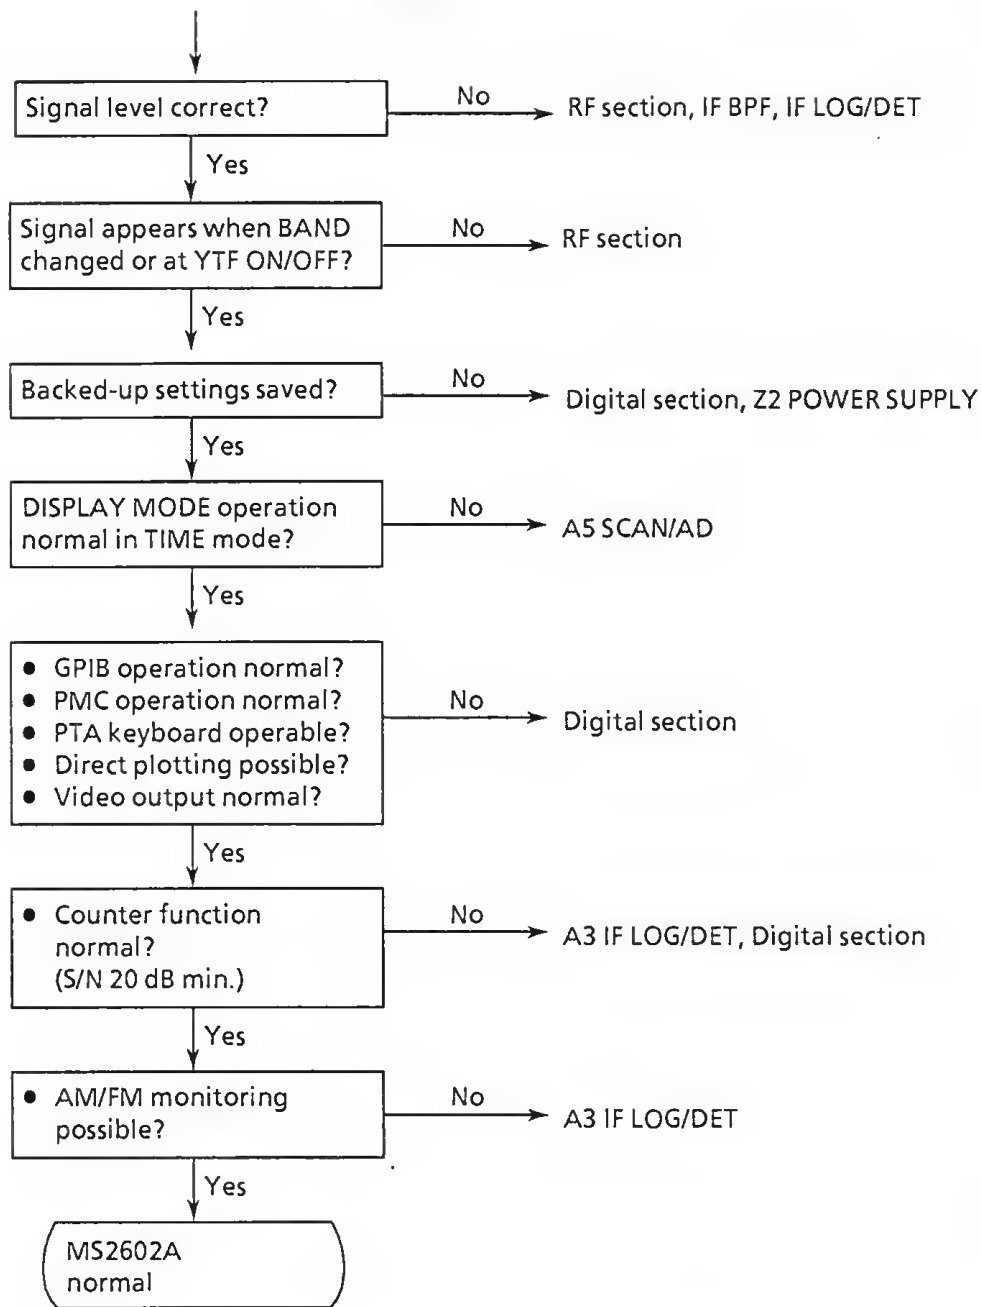 Signal level correct?
No
RF section, IF BPF, IF LOG/DET
Yes
Signal appears when BAND
changed or at YTF ON/OFF?
No
RF section
Yes
Backed-up settings saved?
No
Digital section, Z2 POWER SUPPLY
Yes
DISPLAY MODE operation
normal in TIME mode?
No
A5 SCAN/AD
Yes
● GPIB operation normal?
● PMC operation normal?
● PTA keyboard operable?
● Direct plotting possible?
● Video output normal?
No
Digital section
Yes
● Counter function
normal?
(S/N 20 dB min.)
No
A3 IF LOG/DET, Digital section
Yes
● AM/FM monitoring
possible?
No
A3 IF LOG/DET
Yes
MS2602A
normal